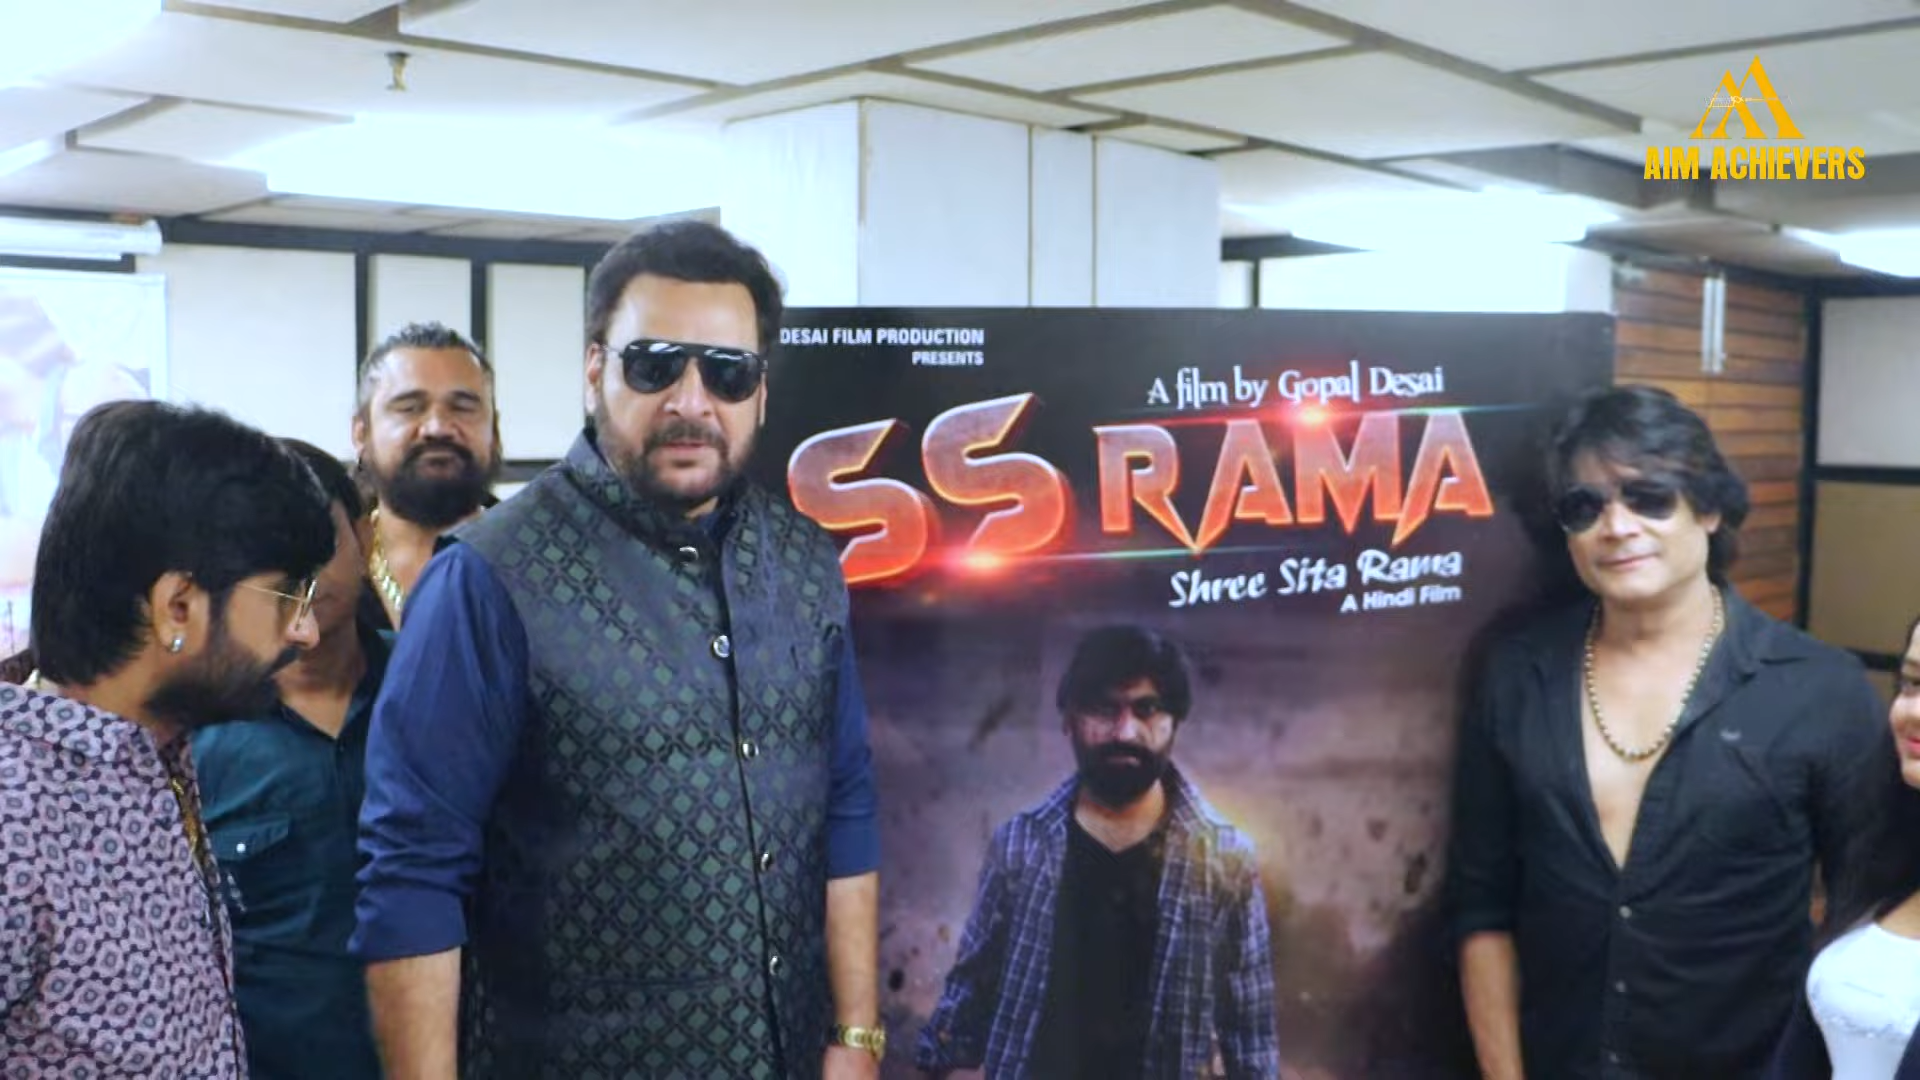 AIM ACHIEVERS
DESAI FILM PRODUCTION
PRESENTS
A film by Gopal Desai
SS RAMA
Shree Sita Rama
A Hindi Film